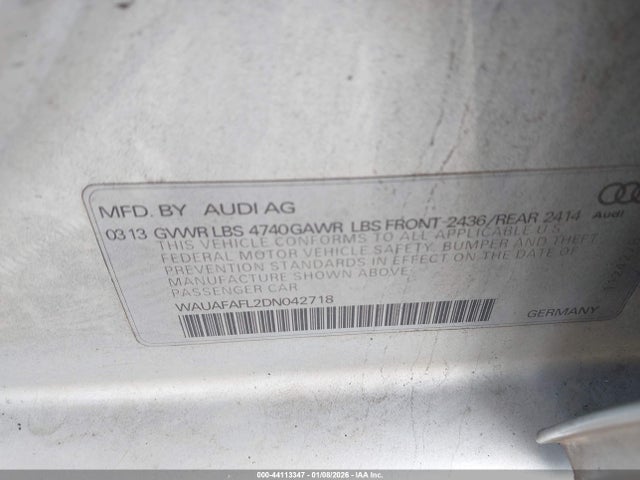 MFD. BY AUDI AG
03 13 GVWR LBS 4740GAWR LBS FRONT 2436/REAR 2414
THIS VEHICLE CONFORMS TO ALL APPLICABLE U.S.
FEDERAL MOTOR VEHICLE SAFETY, BUMPER AND THEFT
PREVENTION STANDARDS IN EFFECT ON THE DATE OF
MANUFACTURE SHOWN ABOVE.
PASSENGER CAR
WAUAFAFL2DN042718
Audi
GERMANY
000-44113347 - 01/08/2026 - IAA Inc.